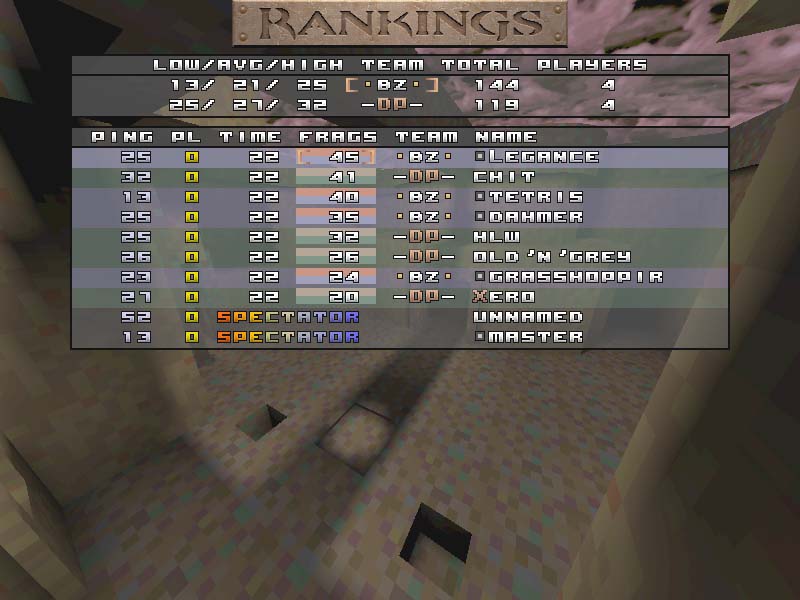 RANKINGS
LOW/AVG/HIGH TEAM TOTAL PLAYERS
13/ 21/ 25 [·BZ·] 144 4
25/ 27/ 32 -DP- 119 4
PING PL TIME FRAGS TEAM NAME
25 0 22 [45] ·BZ· LEGANCE
32 0 22 41 -DP- CHIT
13 0 22 40 ·BZ· TETRIS
25 0 22 35 ·BZ· DAHMER
25 0 22 32 -DP- HLW
26 0 22 26 -DP- OLD'N'GREY
23 0 22 24 ·BZ· GRASSHOPPIR
27 0 22 20 -DP- XERO
52 0 SPECTATOR UNNAMED
13 0 SPECTATOR MASTER